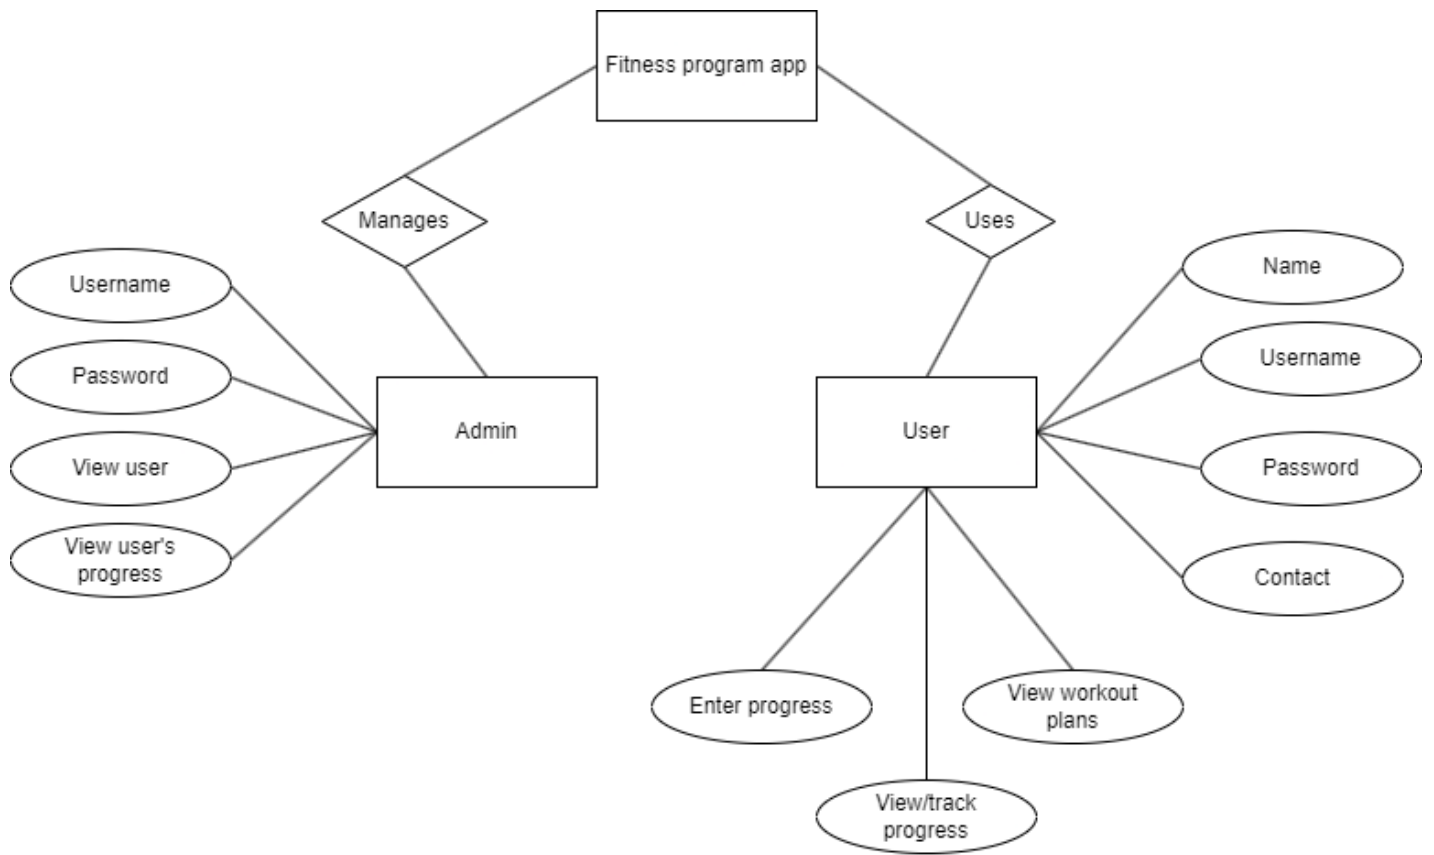 Fitness program app
Manages
Uses
Username
Password
View user
View user's
progress
Admin
User
Name
Username
Password
Contact
Enter progress
View workout
plans
View/track
progress